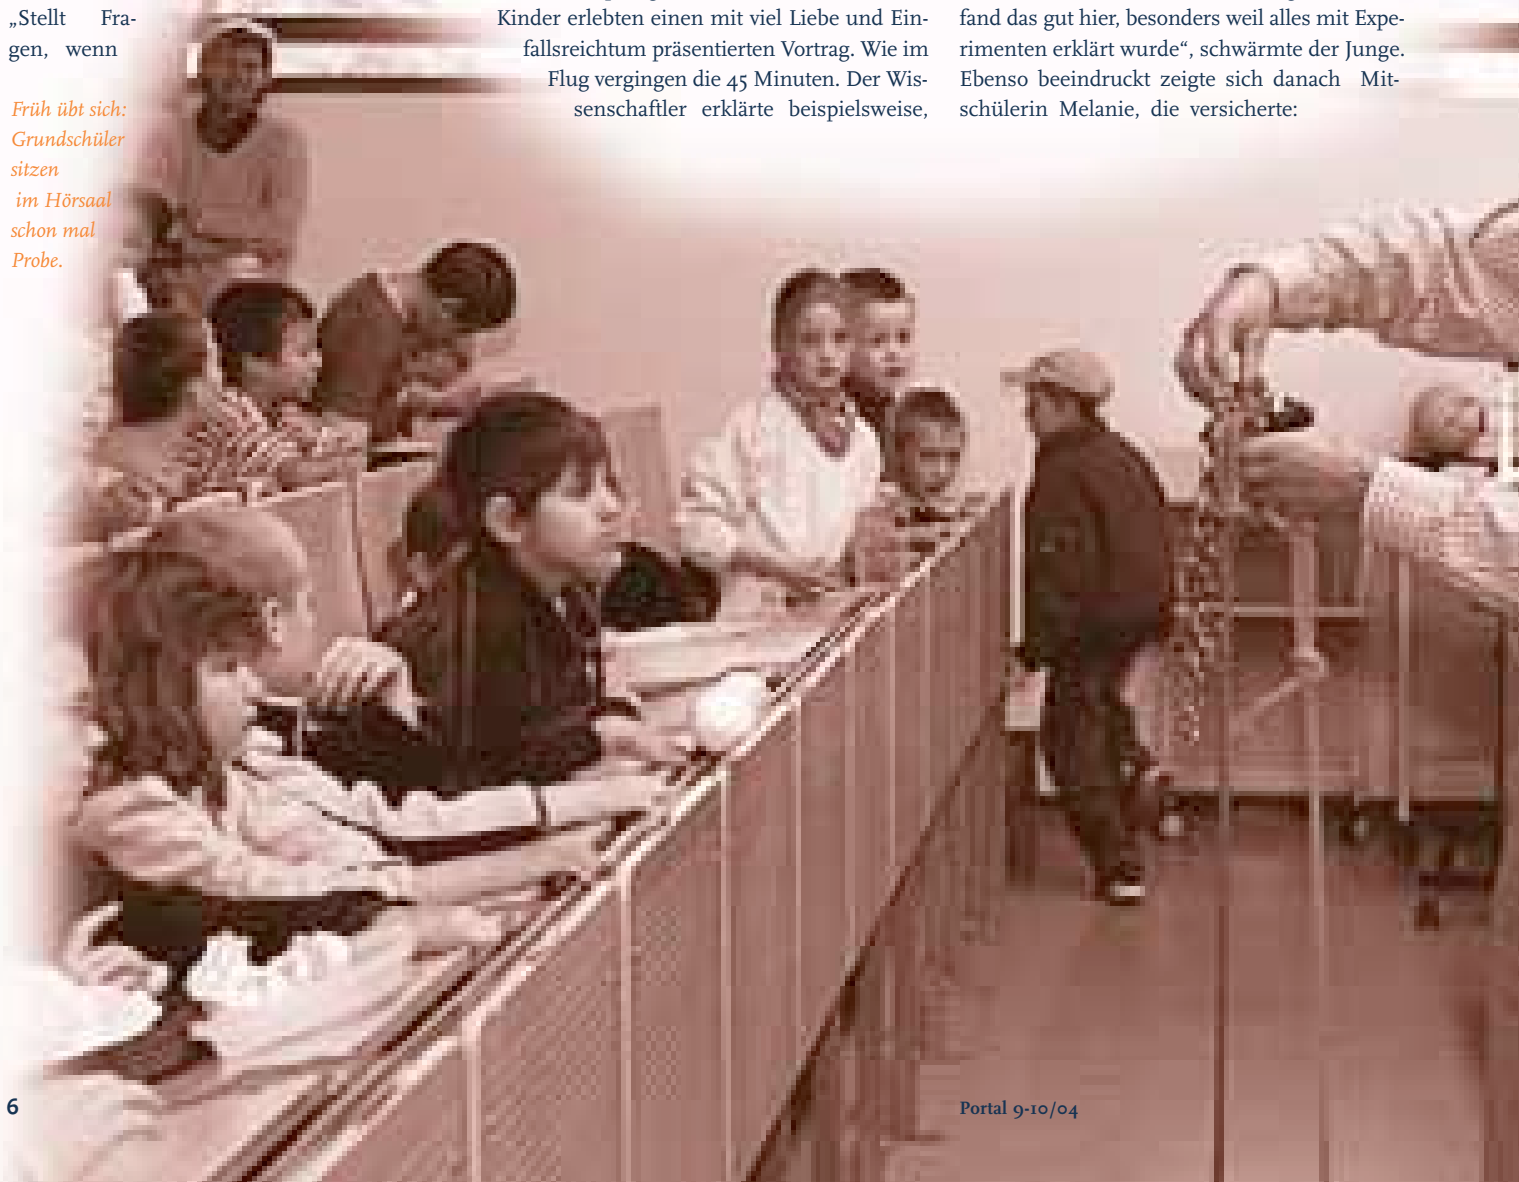 „Stellt Fra-
gen, wenn
Früh übt sich:
Grundschüler
sitzen
im Hörsaal
schon mal
Probe.
Kinder erlebten einen mit viel Liebe und Ein-
fallsreichtum präsentierten Vortrag. Wie im
Flug vergingen die 45 Minuten. Der Wis-
senschaftler erklärte beispielsweise,
fand das gut hier, besonders weil alles mit Expe-
rimenten erklärt wurde“, schwärmte der Junge.
Ebenso beeindruckt zeigte sich danach Mit-
schülerin Melanie, die versicherte:
6
Portal 9-10/04